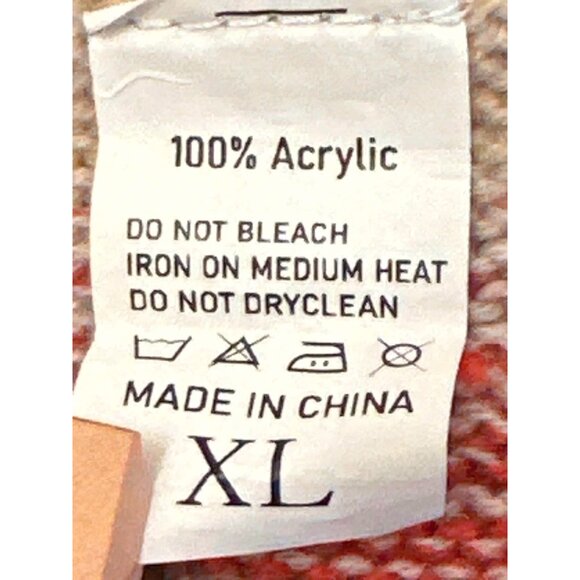 100% Acrylic
DO NOT BLEACH
IRON ON MEDIUM HEAT
DO NOT DRYCLEAN
MADE IN CHINA
XL